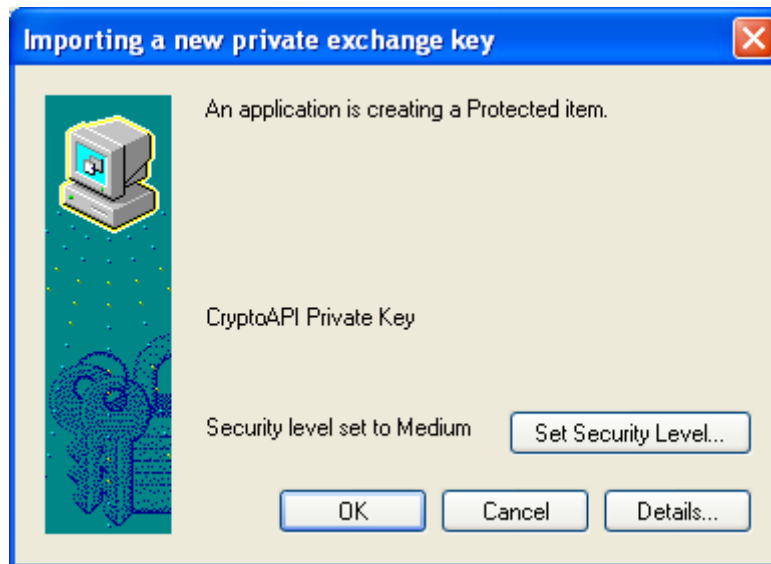 Importing a new private exchange key
An application is creating a Protected item.
CryptoAPI Private Key
Security level set to Medium
Set Security Level...
OK
Cancel
Details...